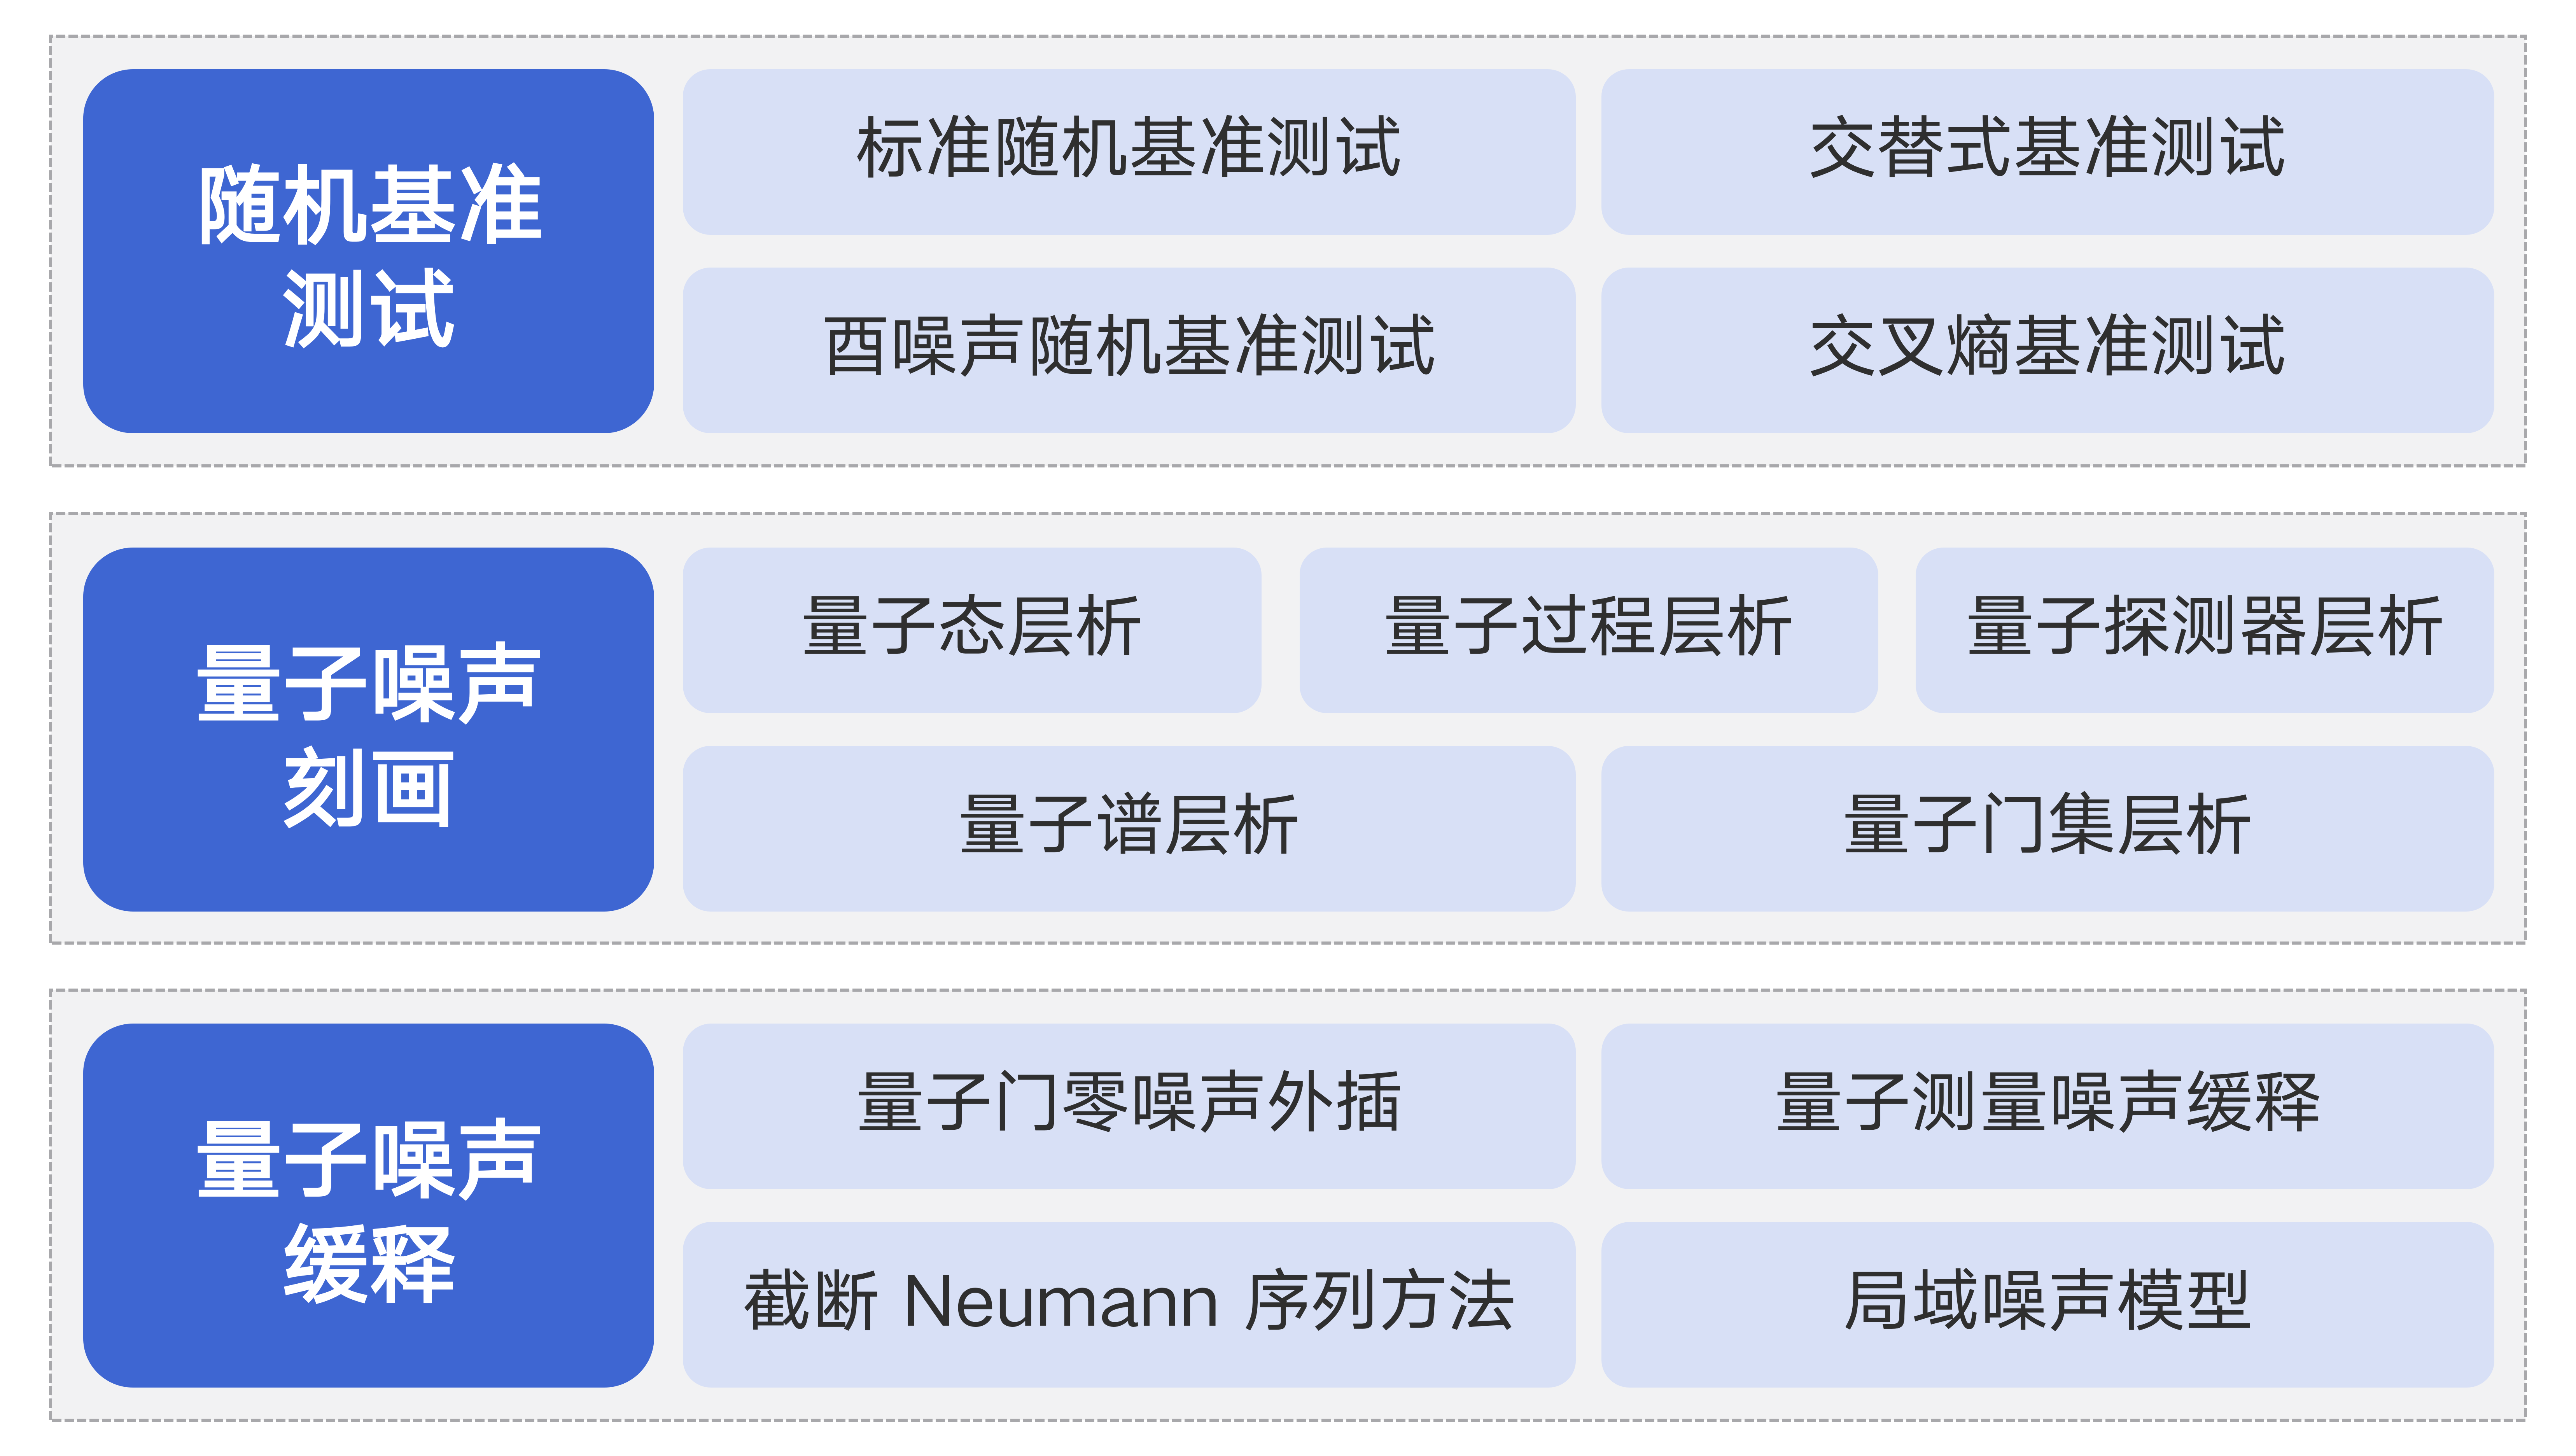 随机基准
测试
标准随机基准测试
交替式基准测试
酉噪声随机基准测试
交叉熵基准测试
量子噪声
刻画
量子态层析
量子过程层析
量子探测器层析
量子谱层析
量子门集层析
量子噪声
缓释
量子门零噪声外插
量子测量噪声缓释
截断 Neumann 序列方法
局域噪声模型